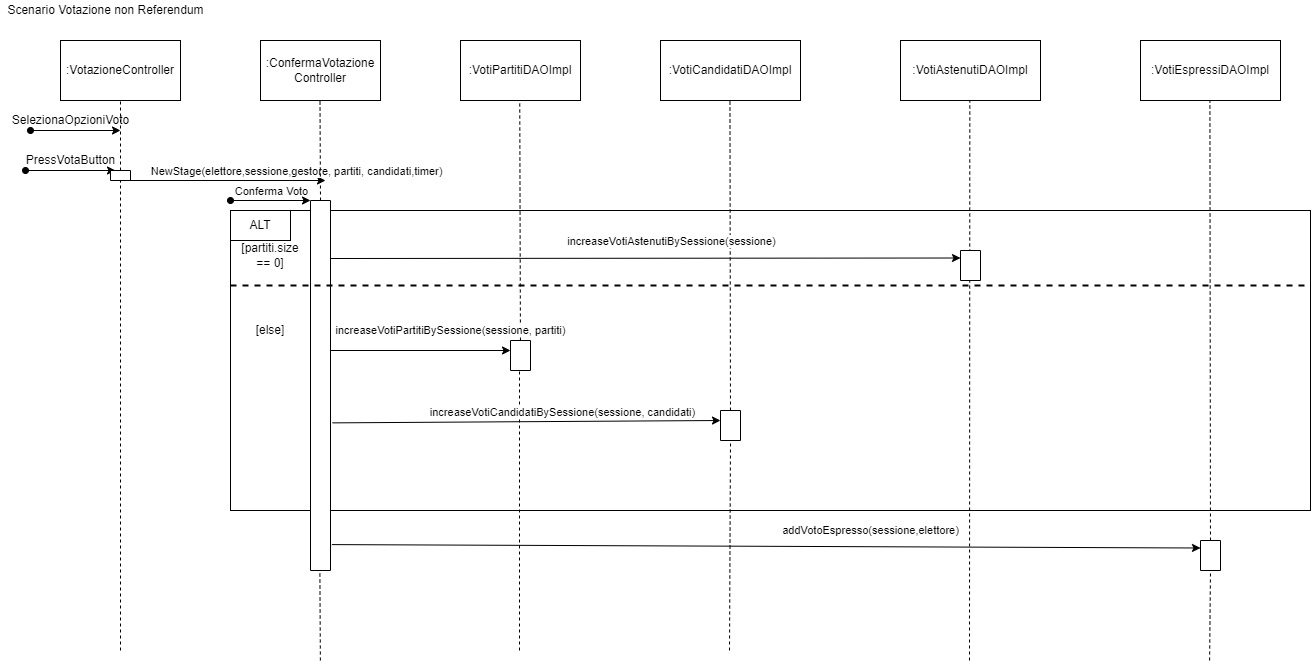 Scenario Votazione non Referendum
:VotazioneController
:ConfermaVotazione
Controller
:VotiPartitiDAOImpl
:VotiCandidatiDAOImpl
:VotiAstenutiDAOImpl
:VotiEspressiDAOImpl
SelezionaOpzioniVoto
PressVotaButton
NewStage(elettore,sessione,gestore, partiti, candidati,timer)
Conferma Voto
ALT
[partiti.size
== 0]
increaseVotiAstenutiBySessione(sessione)
[else]
increaseVotiPartitiBySessione(sessione, partiti)
increaseVotiCandidatiBySessione(sessione, candidati)
addVotoEspresso(sessione,elettore)